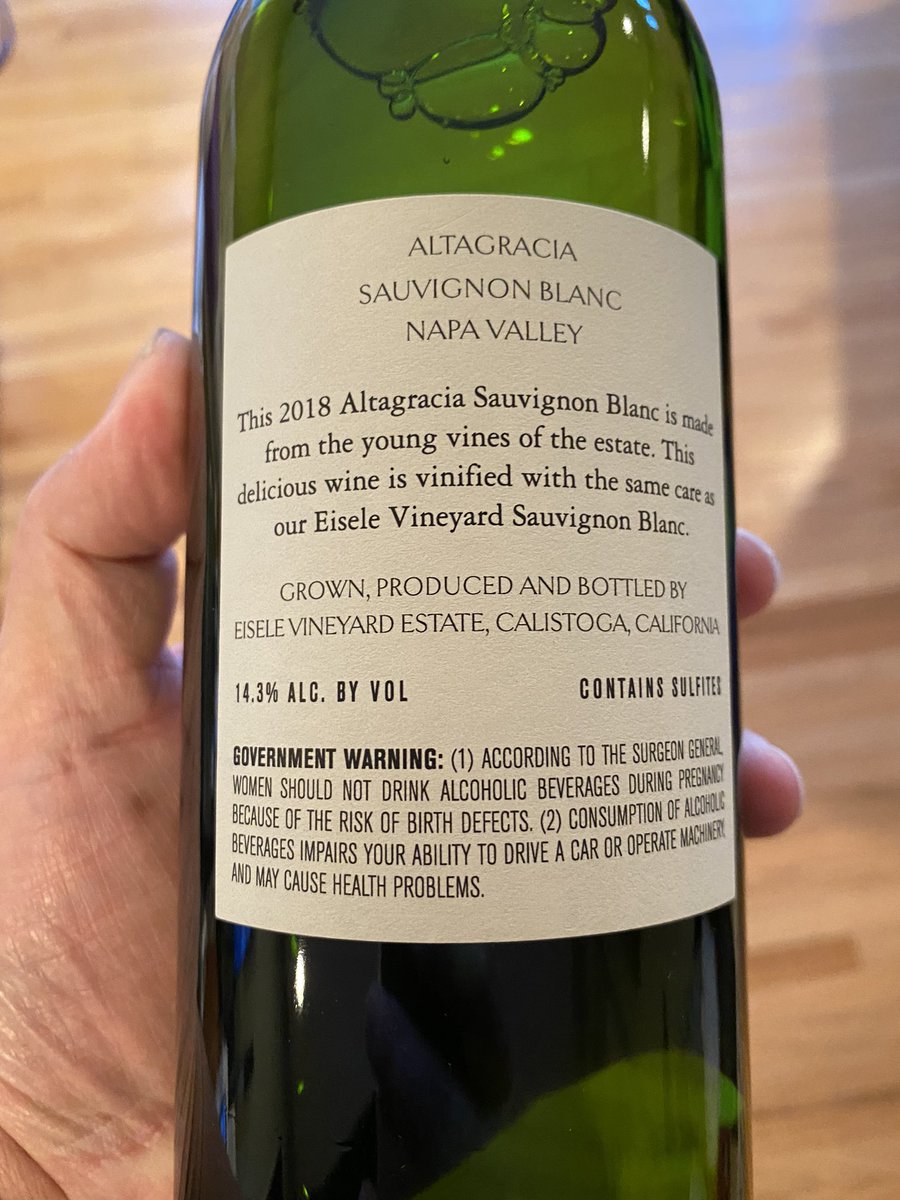 ALTAGRACIA
SAUVIGNON BLANC
NAPA VALLEY
This 2018 Altagracia Sauvignon Blanc is made
from the young vines of the estate. This
delicious wine is vinified with the same care as
our Eisele Vineyard Sauvignon Blanc.
GROWN, PRODUCED AND BOTTLED BY
EISELE VINEYARD ESTATE, CALISTOGA, CALIFORNIA
14.3% ALC. BY VOL CONTAINS SULFITES
GOVERNMENT WARNING: (1) ACCORDING TO THE SURGEON GENERAL,
WOMEN SHOULD NOT DRINK ALCOHOLIC BEVERAGES DURING PREGNANCY
BECAUSE OF THE RISK OF BIRTH DEFECTS. (2) CONSUMPTION OF ALCOHOLIC
BEVERAGES IMPAIRS YOUR ABILITY TO DRIVE A CAR OR OPERATE MACHINERY,
AND MAY CAUSE HEALTH PROBLEMS.